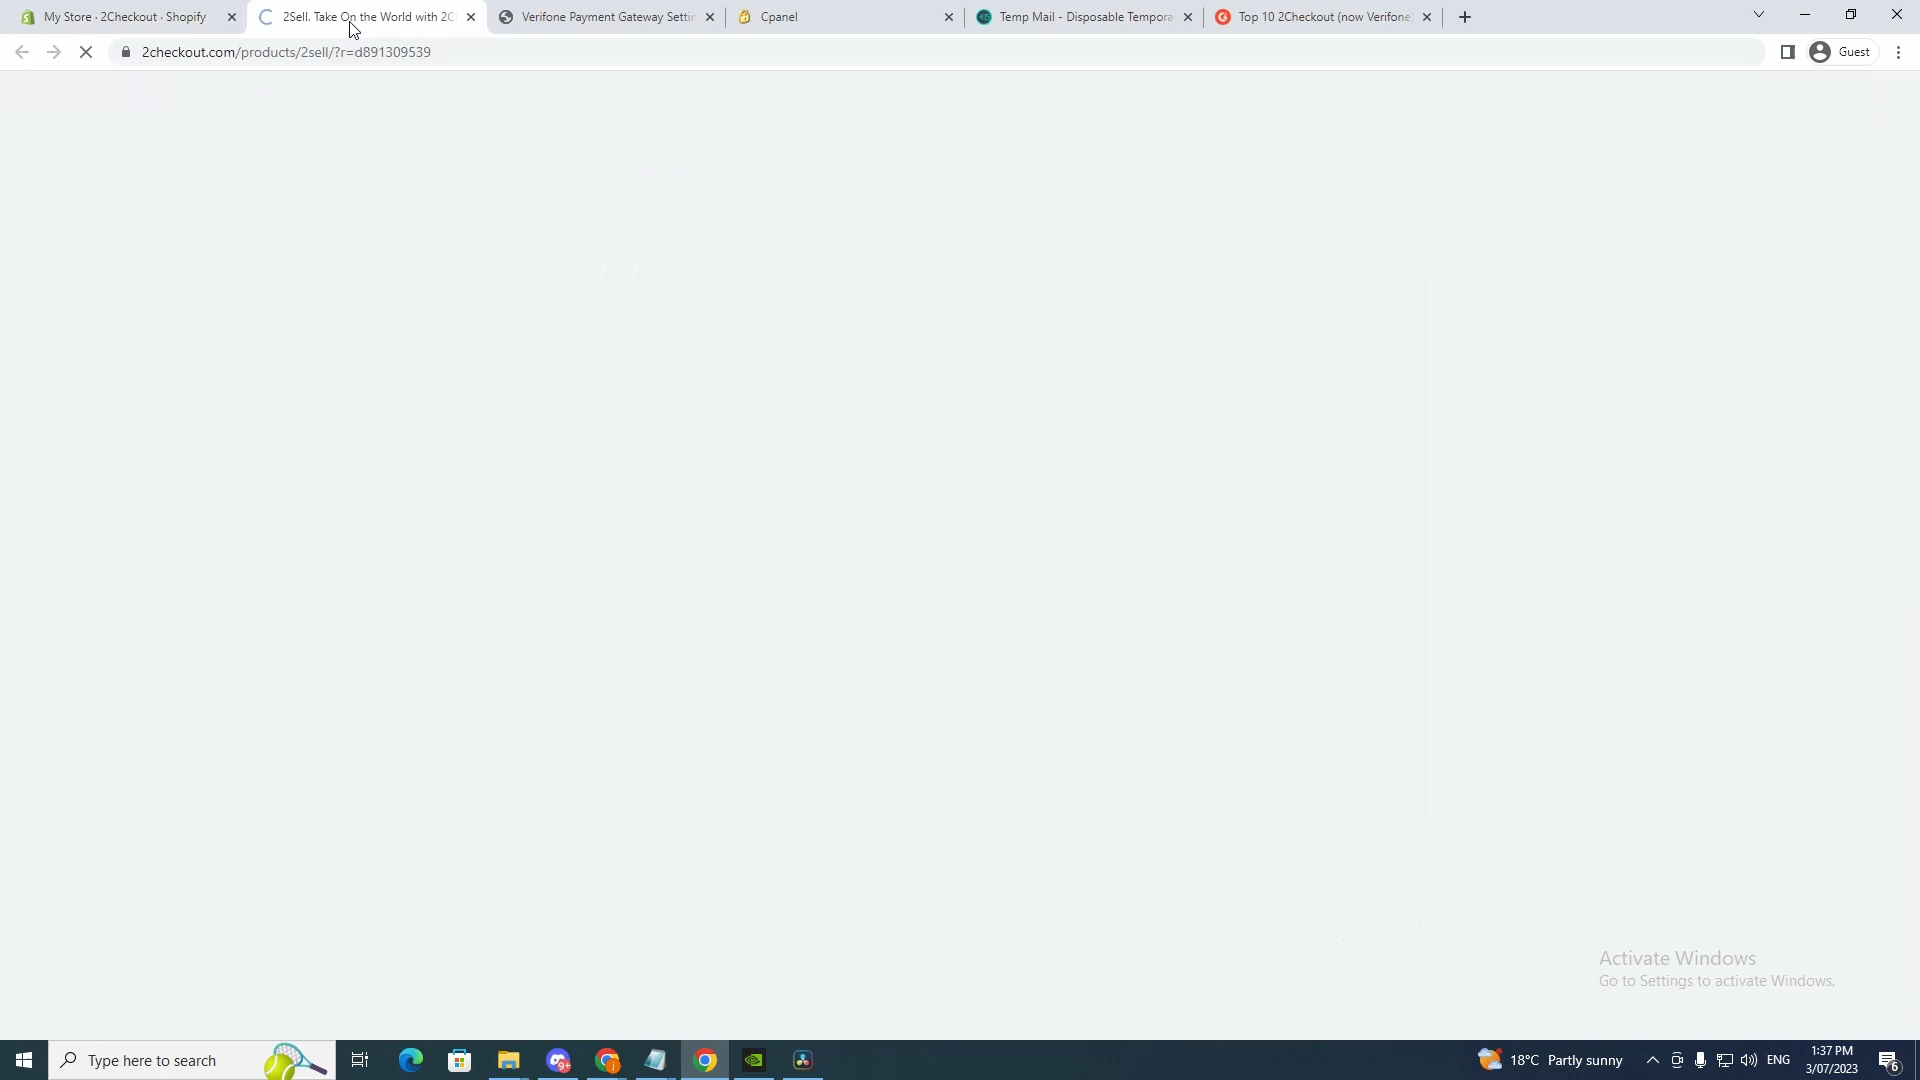 My Store · 2Checkout · Shopify
2Sell. Take On the World with 2C
Verifone Payment Gateway Settin
Cpanel
Temp Mail - Disposable Tempora
Top 10 2Checkout (now Verifone)
2checkout.com/products/2sell/?r=d891309539
Guest
Activate Windows
Go to Settings to activate Windows.
Type here to search
9+
j
18°C Partly sunny
ENG
1:37 PM
3/07/2023
6